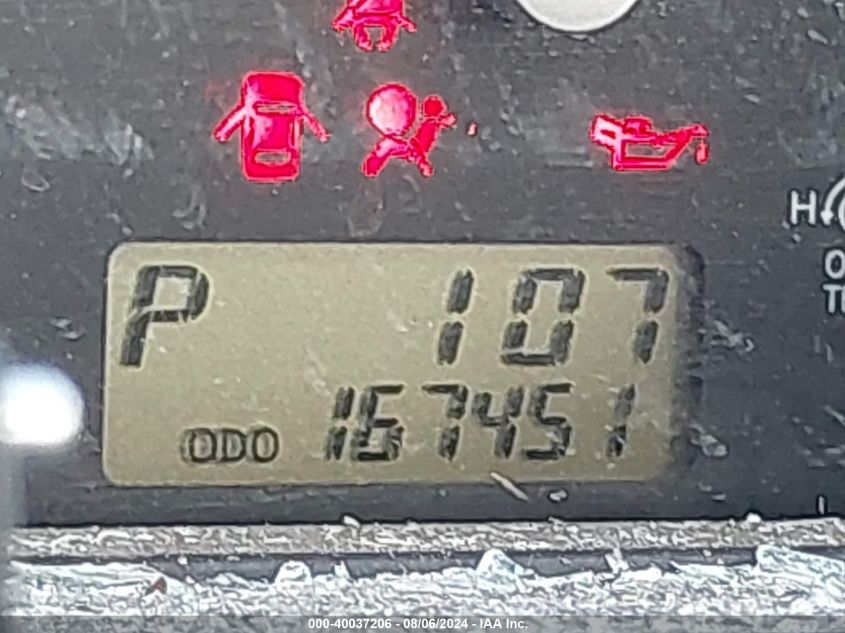 H
P 107
ODO 167451
000-40037206 - 08/06/2024 - IAA Inc.